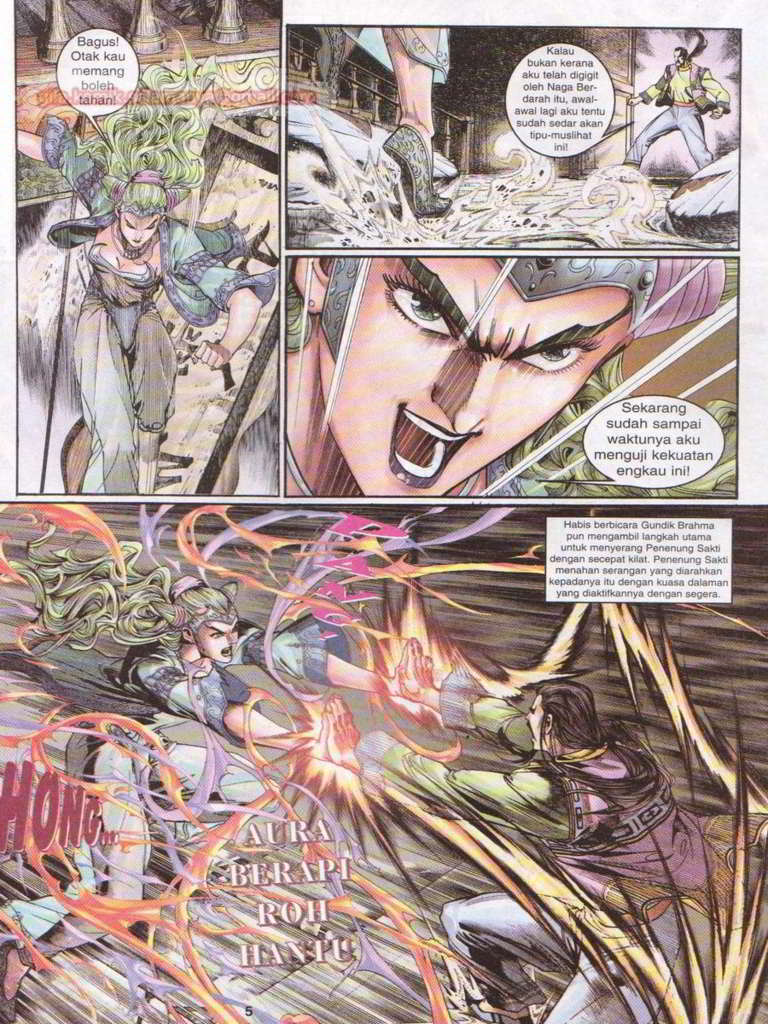 Bagus!
Otak kau
memang
boleh
tahan!
Kalau
bukan kerana
aku telah digigit
oleh Naga Ber-
darah itu, awal-
awal lagi aku tentu
sudah sedar akan
tipu-muslihat
ini!
Sekarang
sudah sampai
waktunya aku
menguji kekuatan
engkau ini!
Habis berbicara Gundik Brahma
pun mengambil langkah utama
untuk menyerang Penenung Sakti
dengan secepat kilat. Penenung Sakti
menahan serangan yang diarahkan
kepadanya itu dengan kuasa dalaman
yang diaktifkannya dengan segera.
HONG...
AURA
BERAPI
ROH
HANTU
5